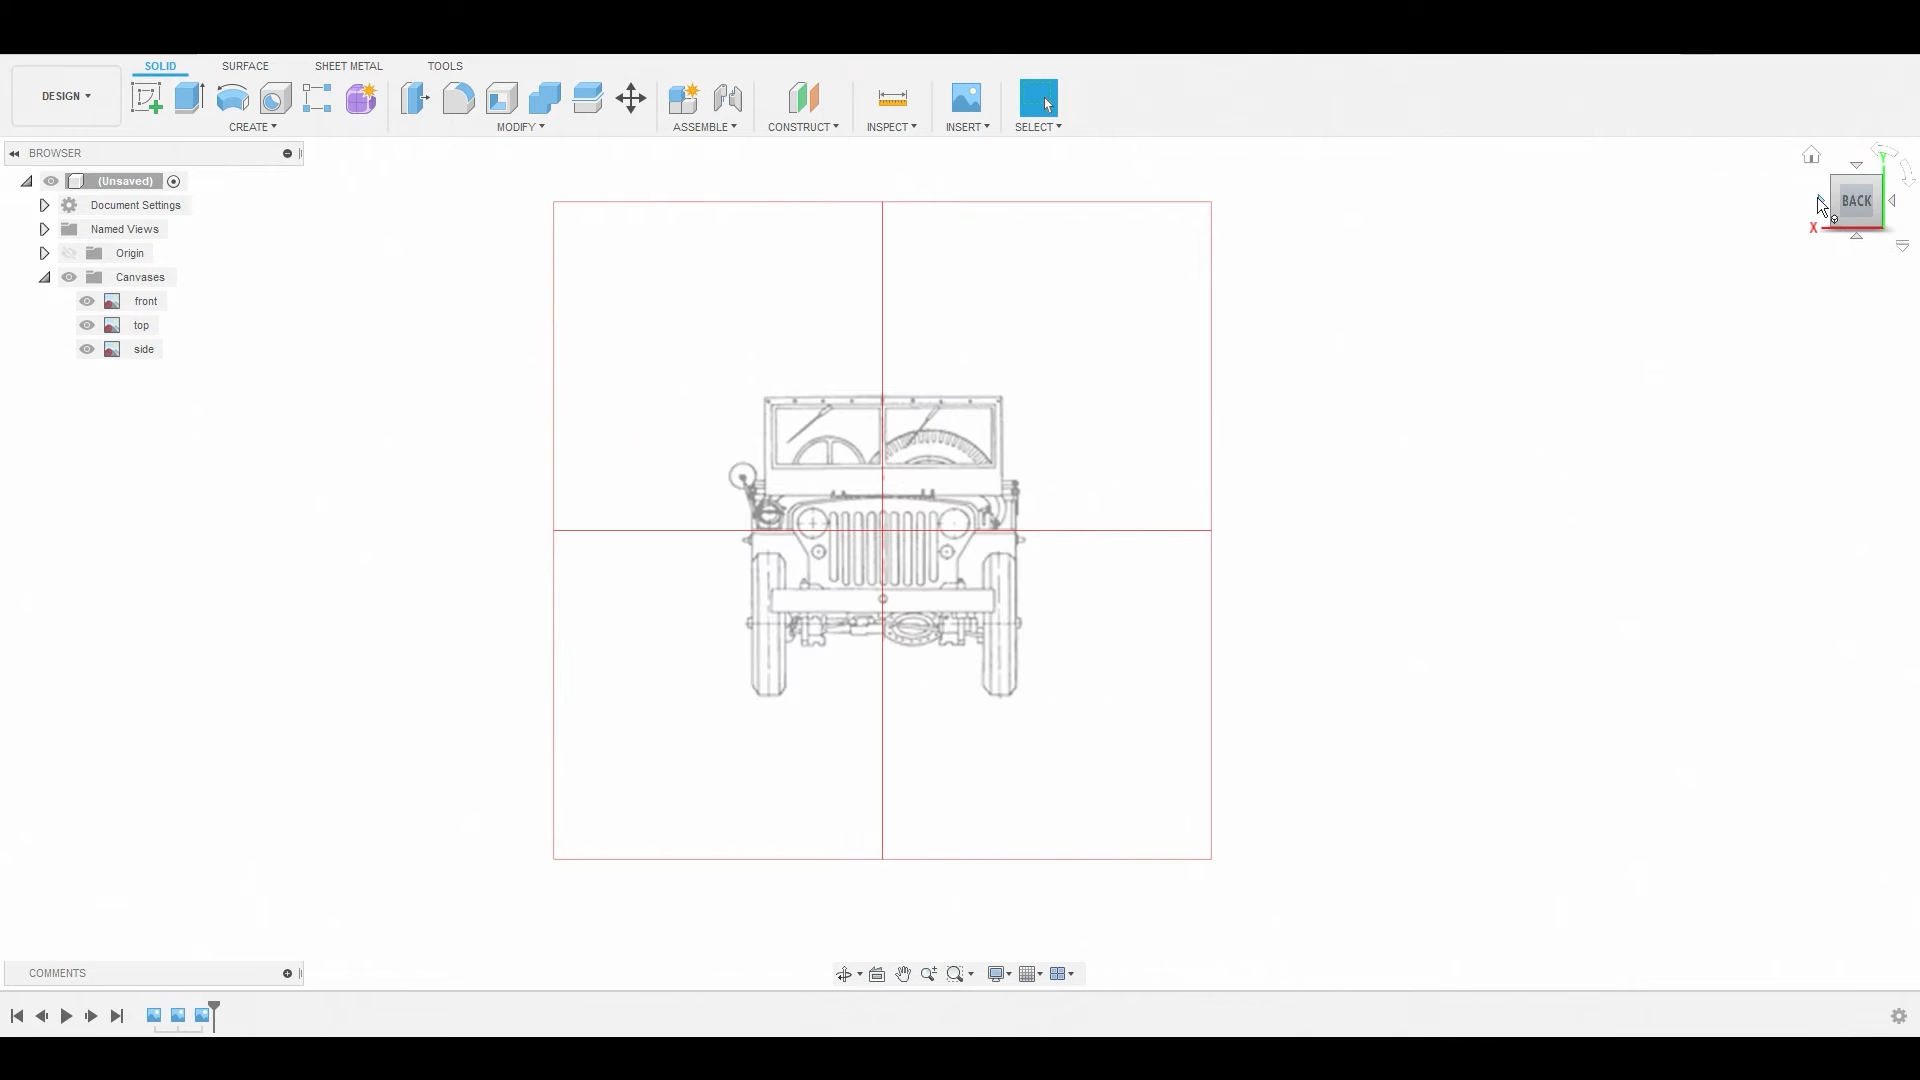 SOLID SURFACE SHEET METAL TOOLS
DESIGN
CREATE MODIFY ASSEMBLE CONSTRUCT INSPECT INSERT SELECT
BROWSER
(Unsaved)
Document Settings
Named Views
Origin
Canvases
front
top
side
Y
BACK
X
COMMENTS